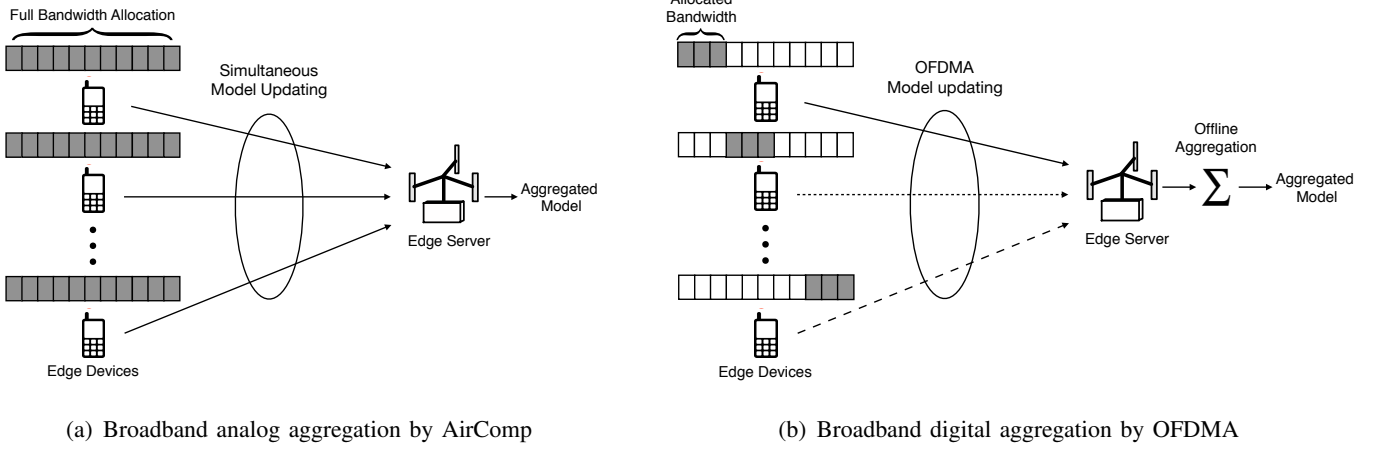 Full Bandwidth Allocation
Simultaneous
Model Updating
Edge Server
Aggregated
Model
Edge Devices
(a) Broadband analog aggregation by AirComp
Allocated
Bandwidth
OFDMA
Model updating
Edge Server
Offline
Aggregation
Σ
Aggregated
Model
Edge Devices
(b) Broadband digital aggregation by OFDMA